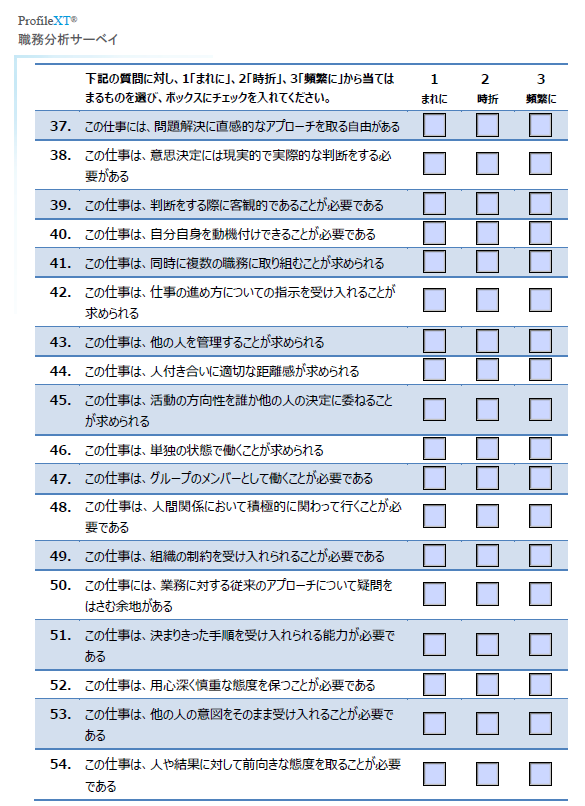 ProfileXT®
職務分析サーベイ
下記の質問に対し、1「まれに」、2「時折」、3「頻繁に」から当ては
まるものを選び、ボックスにチェックを入れてください。
1 2 3
まれに 時折 頻繁に
37. この仕事には、問題解決に直感的なアプローチを取る自由がある
38. この仕事は、意思決定には現実的で実際的な判断をする必
要がある
39. この仕事は、判断をする際に客観的であることが必要である
40. この仕事は、自分自身を動機付けできることが必要である
41. この仕事は、同時に複数の職務に取り組むことが求められる
42. この仕事は、仕事の進め方についての指示を受け入れることが
求められる
43. この仕事は、他の人を管理することが求められる
44. この仕事は、人付き合いに適切な距離感が求められる
45. この仕事は、活動の方向性を誰か他の人の決定に委ねること
が求められる
46. この仕事は、単独の状態で働くことが求められる
47. この仕事は、グループのメンバーとして働くことが必要である
48. この仕事は、人間関係において積極的に関わって行くことが必
要である
49. この仕事は、組織の制約を受け入れられることが必要である
50. この仕事には、業務に対する従来のアプローチについて疑問を
はさむ余地がある
51. この仕事は、決まりきった手順を受け入れられる能力が必要で
ある
52. この仕事は、用心深く慎重な態度を保つことが必要である
53. この仕事は、他の人の意図をそのまま受け入れることが必要で
ある
54. この仕事は、人や結果に対して前向きな態度を取ることが必要
である